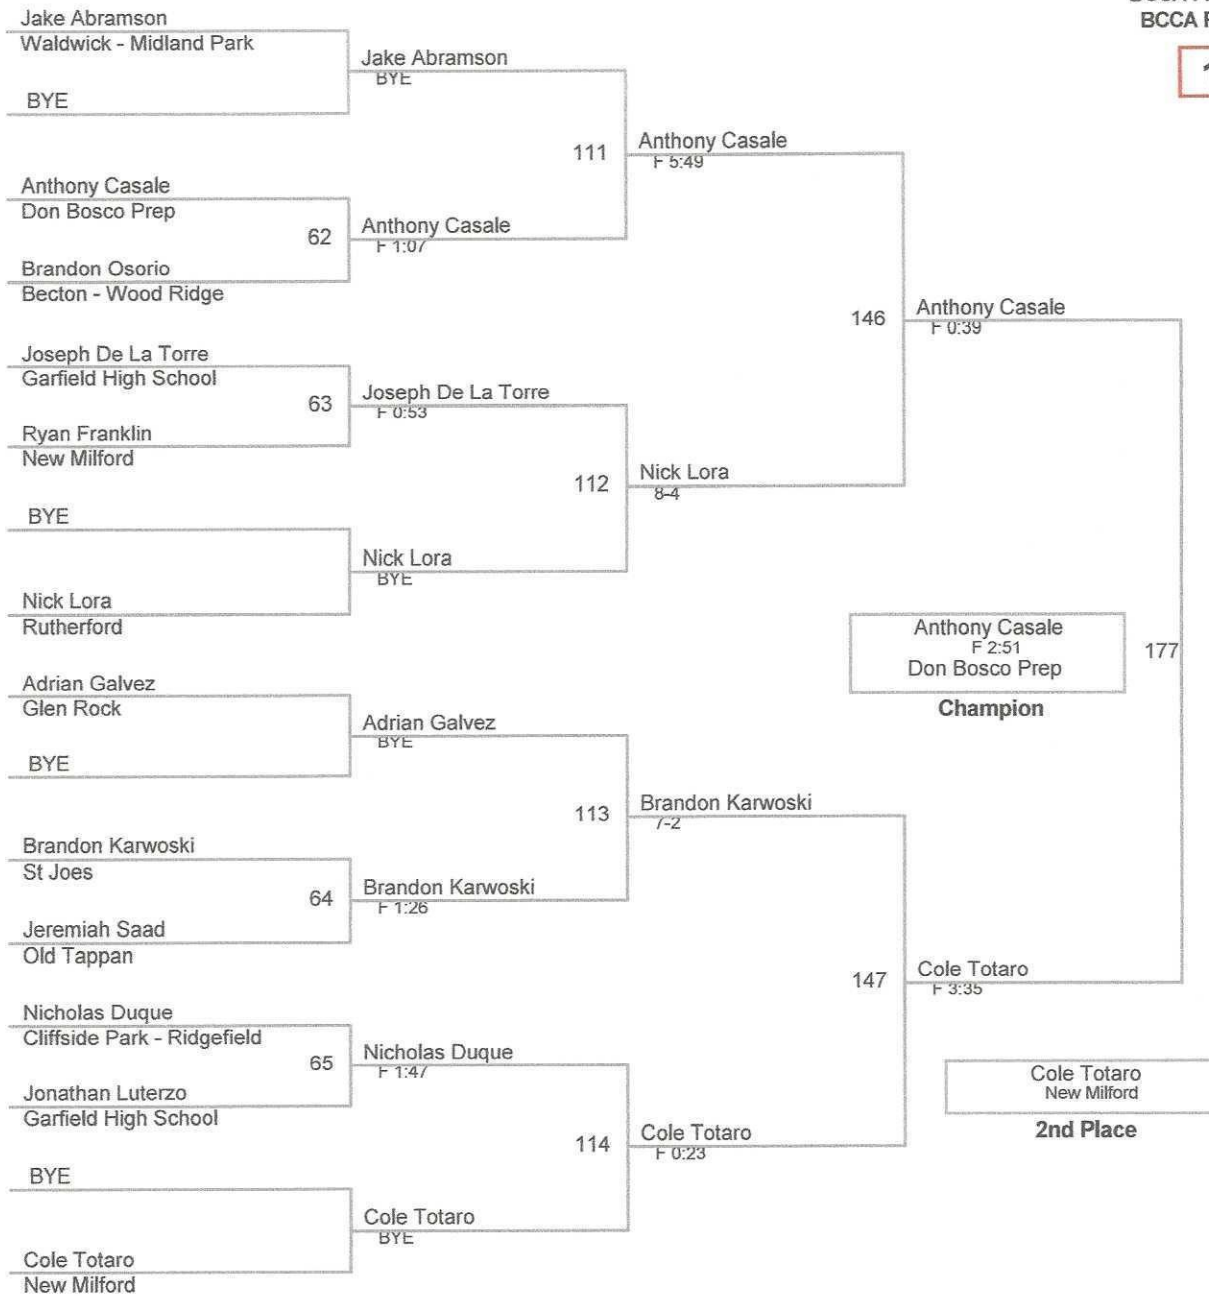 BCCA F
Jake Abramson
Waldwick - Midland Park
BYE
Anthony Casale
Don Bosco Prep
62
Brandon Osorio
Becton - Wood Ridge
Joseph De La Torre
Garfield High School
63
Ryan Franklin
New Milford
BYE
Nick Lora
Rutherford
Adrian Galvez
Glen Rock
BYE
Brandon Karwoski
St Joes
64
Jeremiah Saad
Old Tappan
Nicholas Duque
Cliffside Park - Ridgefield
65
Jonathan Luterzo
Garfield High School
BYE
Cole Totaro
New Milford
Jake Abramson
BYE
111
Anthony Casale
F 1:07
Joseph De La Torre
F 0:53
112
Nick Lora
BYE
Adrian Galvez
BYE
113
Brandon Karwoski
F 1:26
Nicholas Duque
F 1:47
114
Cole Totaro
BYE
Anthony Casale
F 5:49
146
Nick Lora
8-4
Brandon Karwoski
7-2
147
Cole Totaro
F 0:23
Anthony Casale
F 0:39
Anthony Casale
F 2:51
Don Bosco Prep
177
Champion
Cole Totaro
F 3:35
Cole Totaro
New Milford
2nd Place